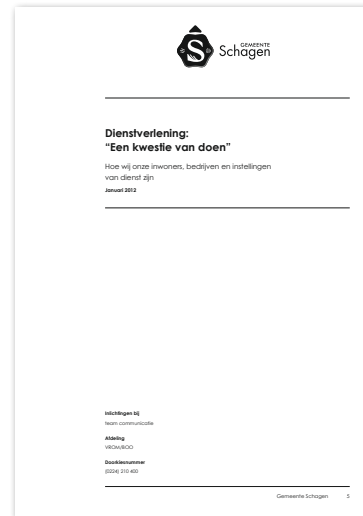 GEMEENTE
Schagen
Dienstverlening:
“Een kwestie van doen”
Hoe wij onze inwoners, bedrijven en instellingen
van dienst zijn
Januari 2012
Inlichtingen bij
team communicatie
Afdeling
VROM/BOO
Doorkiesnummer
(0224) 210 400
Gemeente Schagen 5